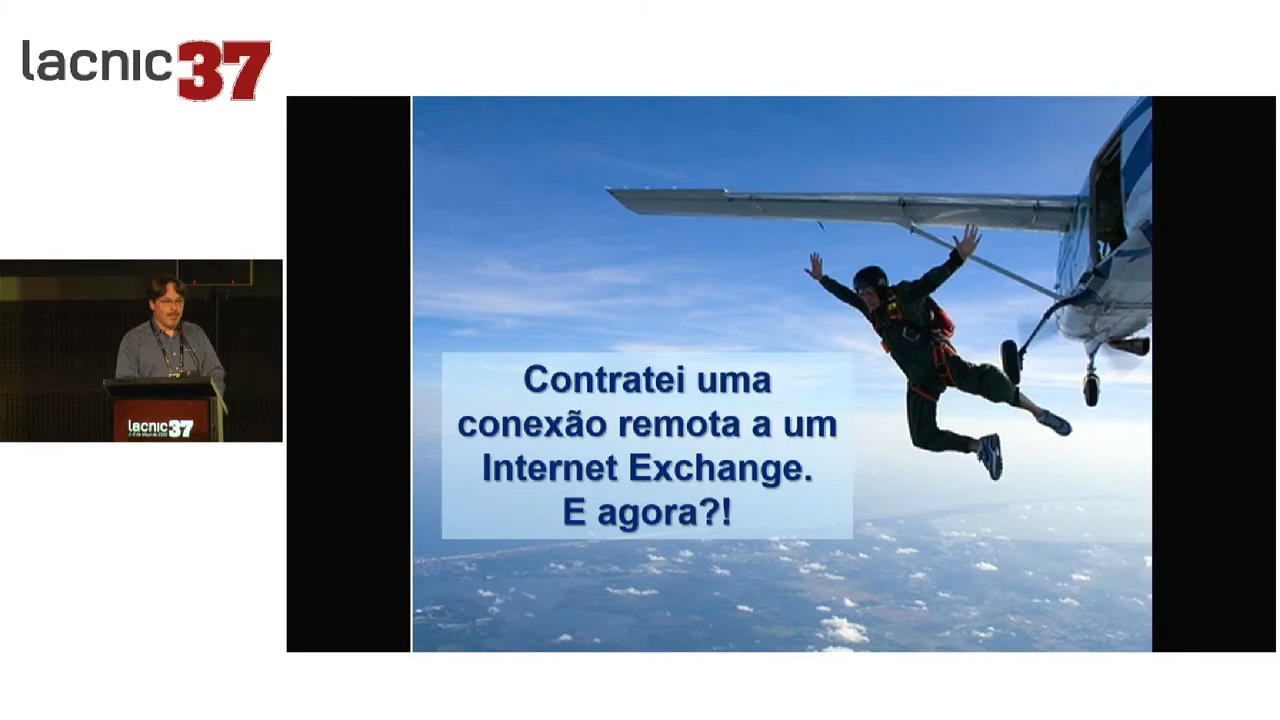 lacnic37
Contratei uma
conexão remota a um
Internet Exchange.
E agora?!
lacnic37